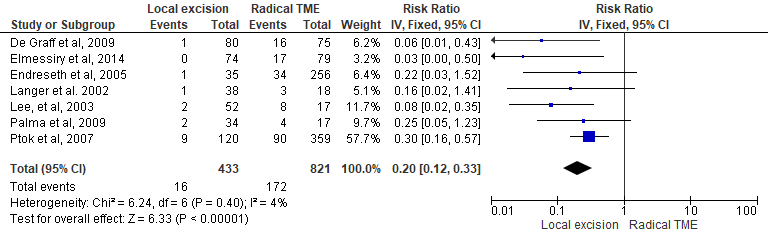 Local excision Radical TME Risk Ratio Risk Ratio
Study or Subgroup Events Total Events Total Weight IV, Fixed, 95% CI IV, Fixed, 95% CI
De Graff et al, 2009 1 80 16 75 6.2% 0.06 [0.01, 0.43]
Elmessiry et al, 2014 0 74 17 79 3.2% 0.03 [0.00, 0.50]
Endreseth et al, 2005 1 35 34 256 6.6% 0.22 [0.03, 1.52]
Langer al. 2002 1 38 3 18 5.0% 0.16 [0.02, 1.41]
Lee, et al, 2003 2 52 8 17 11.7% 0.08 [0.02, 0.35]
Palma et al, 2009 2 34 4 17 9.7% 0.25 [0.05, 1.23]
Ptok et al, 2007 9 120 90 359 57.7% 0.30 [0.16, 0.57]
Total (95% CI) 433 821 100.0% 0.20 [0.12, 0.33]
Total events 16 172
Heterogeneity: Chi² = 6.24, df = 6 (P = 0.40); I² = 4%
Test for overall effect: Z = 6.33 (P < 0.00001)
0.01 0.1 1 10 100
Local excision Radical TME